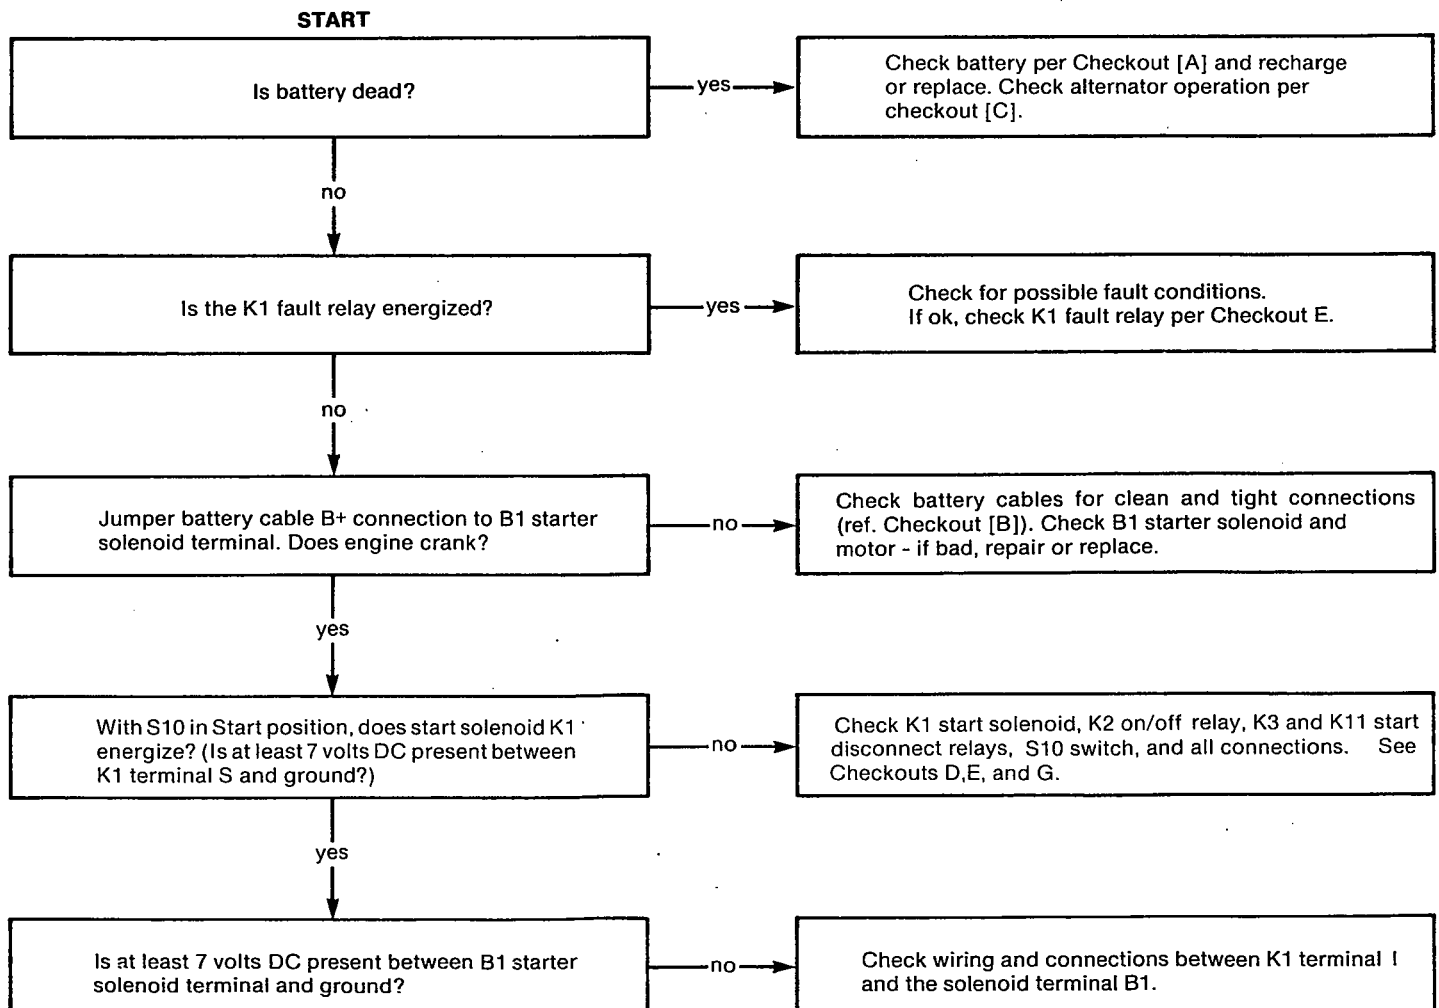 START
Is battery dead?
yes
Check battery per Checkout [A] and recharge
or replace. Check alternator operation per
checkout [C].
no
Is the K1 fault relay energized?
yes
Check for possible fault conditions.
If ok, check K1 fault relay per Checkout E.
no
Jumper battery cable B+ connection to B1 starter
solenoid terminal. Does engine crank?
no
Check battery cables for clean and tight connections
(ref. Checkout [B]). Check B1 starter solenoid and
motor - if bad, repair or replace.
yes
With S10 in Start position, does start solenoid K1
energize? (Is at least 7 volts DC present between
K1 terminal S and ground?)
no
Check K1 start solenoid, K2 on/off relay, K3 and K11 start
disconnect relays, S10 switch, and all connections. See
Checkouts D,E, and G.
yes
Is at least 7 volts DC present between B1 starter
solenoid terminal and ground?
no
Check wiring and connections between K1 terminal I
and the solenoid terminal B1.